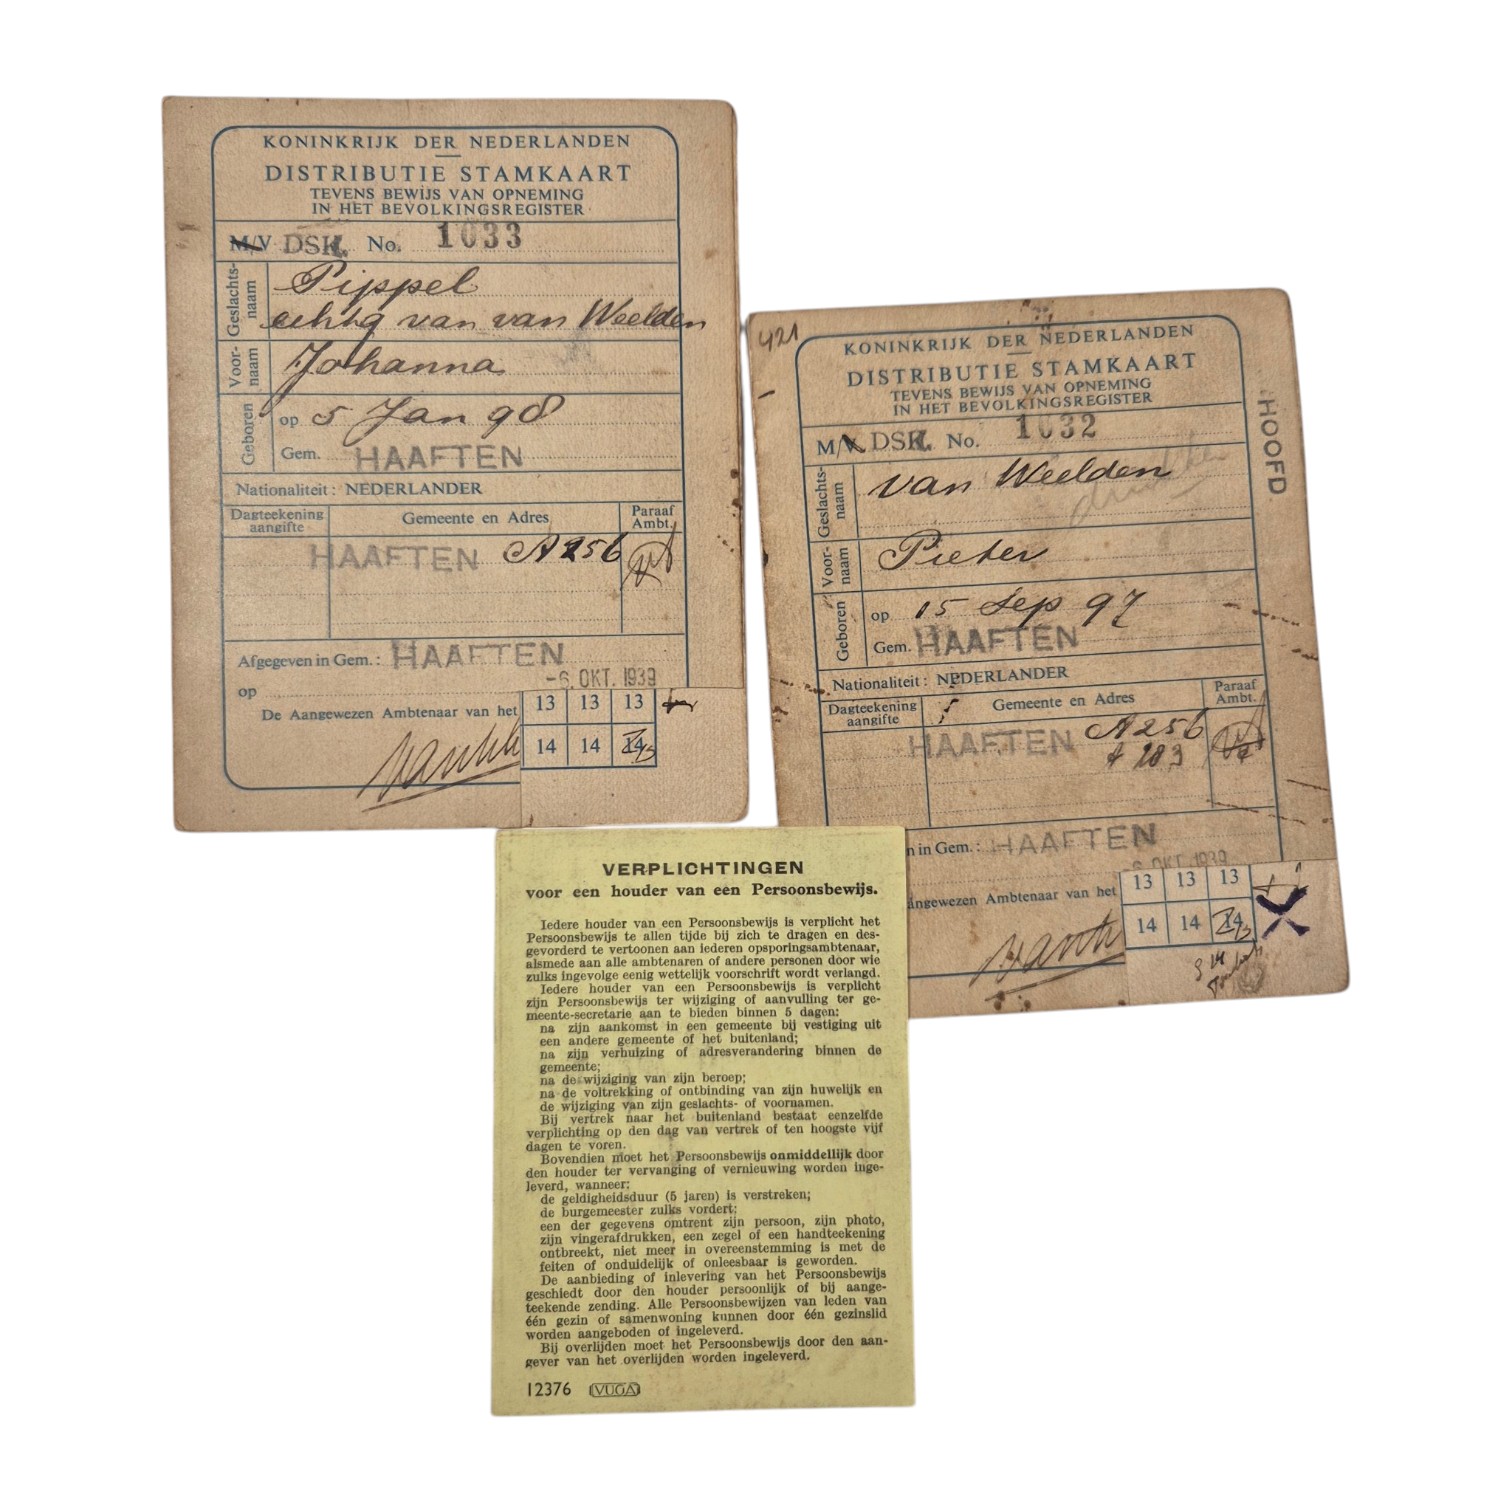 KONINKRIJK DER NEDERLANDEN
DISTRIBUTIE STAMKAART
TEVENS BEWIJS VAN OPNEMING
IN HET BEVOLKINGSREGISTER
M/V DSK. No. 1033
Geslachts-
naam
Pippel
echtg van van Weelden
Voor-
naam
Johanna
Geboren
op 5 Jan 98
Gem. HAAFTEN
Nationaliteit: NEDERLANDER
Dagteekening
aangifte
Gemeente en Adres
Paraaf
Ambt.
HAAFTEN A 256
Afgegeven in Gem.: HAAFTEN
op -6. OKT. 1939
De Aangewezen Ambtenaar van het
13 13 13
14 14 14
421
KONINKRIJK DER NEDERLANDEN
DISTRIBUTIE STAMKAART
TEVENS BEWIJS VAN OPNEMING
IN HET BEVOLKINGSREGISTER
HOOFD
M/V DSK. No. 1032
Geslachts-
naam
van Weelden
Voor-
naam
Pieter
Geboren
op 15 Sep 97
Gem. HAAFTEN
Nationaliteit: NEDERLANDER
Dagteekening
aangifte
Gemeente en Adres
Paraaf
Ambt.
HAAFTEN A 256
A 283
n in Gem.: HAAFTEN
-6 OKT. 1939
angewezen Ambtenaar van het
13 13 13
14 14 14
VERPLICHTINGEN
voor een houder van een Persoonsbewijs.
Iedere houder van een Persoonsbewijs is verplicht het
Persoonsbewijs te allen tijde bij zich te dragen en des-
gevorderd te vertoonen aan iederen opsporingsambtenaar,
alsmede aan alle ambtenaren of andere personen door wie
zulks ingevolge eenig wettelijk voorschrift wordt verlangd.
Iedere houder van een Persoonsbewijs is verplicht
zijn Persoonsbewijs ter wijziging of aanvulling ter ge-
meente-secretarie aan te bieden binnen 5 dagen:
na zijn aankomst in een gemeente bij vestiging uit
een andere gemeente of het buitenland;
na zijn verhuizing of adresverandering binnen de
gemeente;
na de wijziging van zijn beroep;
na de voltrekking of ontbinding van zijn huwelijk en
de wijziging van zijn geslachts- of voornamen.
Bij vertrek naar het buitenland bestaat eenzelfde
verplichting op den dag van vertrek of ten hoogste vijf
dagen te voren.
Bovendien moet het Persoonsbewijs onmiddellijk door
den houder ter vervanging of vernieuwing worden inge-
leverd, wanneer:
de geldigheidsduur (5 jaren) is verstreken;
de burgemeester zulks vordert;
een der gegevens omtrent zijn persoon, zijn photo,
zijn vingerafdrukken, een zegel of een handteekening
ontbreekt, niet meer in overeenstemming is met de
feiten of onduidelijk of onleesbaar is geworden.
De aanbieding of inlevering van het Persoonsbewijs
geschiedt door den houder persoonlijk of bij aange-
teekende zending. Alle Persoonsbewijzen van leden van
één gezin of samenwoning kunnen door één gezinslid
worden aangeboden of ingeleverd.
Bij overlijden moet het Persoonsbewijs door den aan-
gever van het overlijden worden ingeleverd.
12376 VUGA